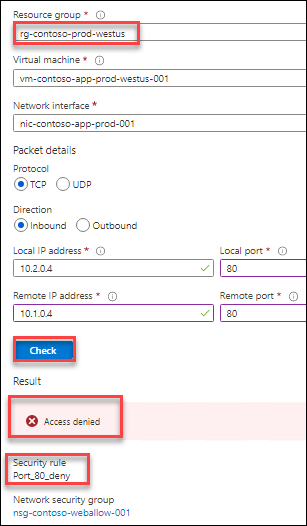 Resource group *
rg-contoso-prod-westus
Virtual machine *
vm-contoso-app-prod-westus-001
Network interface *
nic-contoso-app-prod-001
Packet details
Protocol
TCP UDP
Direction
Inbound Outbound
Local IP address * Local port *
10.2.0.4 80
Remote IP address * Remote port *
10.1.0.4 80
Check
Result
Access denied
Security rule
Port_80_deny
Network security group
nsg-contoso-weballow-001